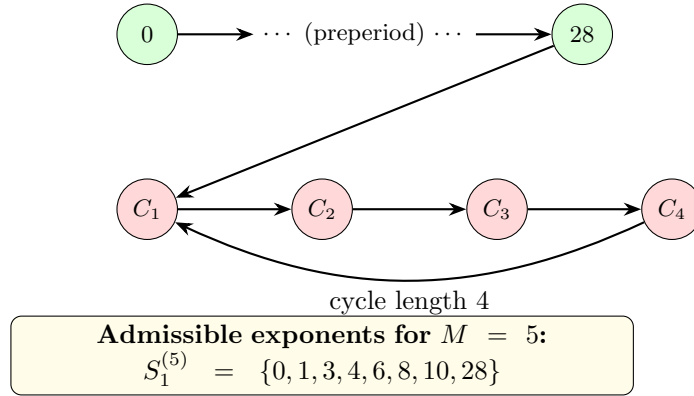 0 ⋯ (preperiod) ⋯ 28
C₁ C₂ C₃ C₄
cycle length 4
Admissible exponents for M = 5:
S₁⁽⁵⁾ = {0, 1, 3, 4, 6, 8, 10, 28}